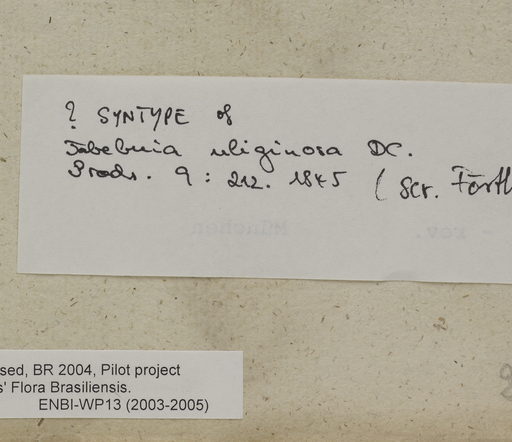 ? SYNTYPE of
Tabebuia uliginosa DC.
Prodr. 9 : 212. 1845 (scr.
sed, BR 2004, Pilot project
s' Flora Brasiliensis.
ENBI-WP13 (2003-2005)